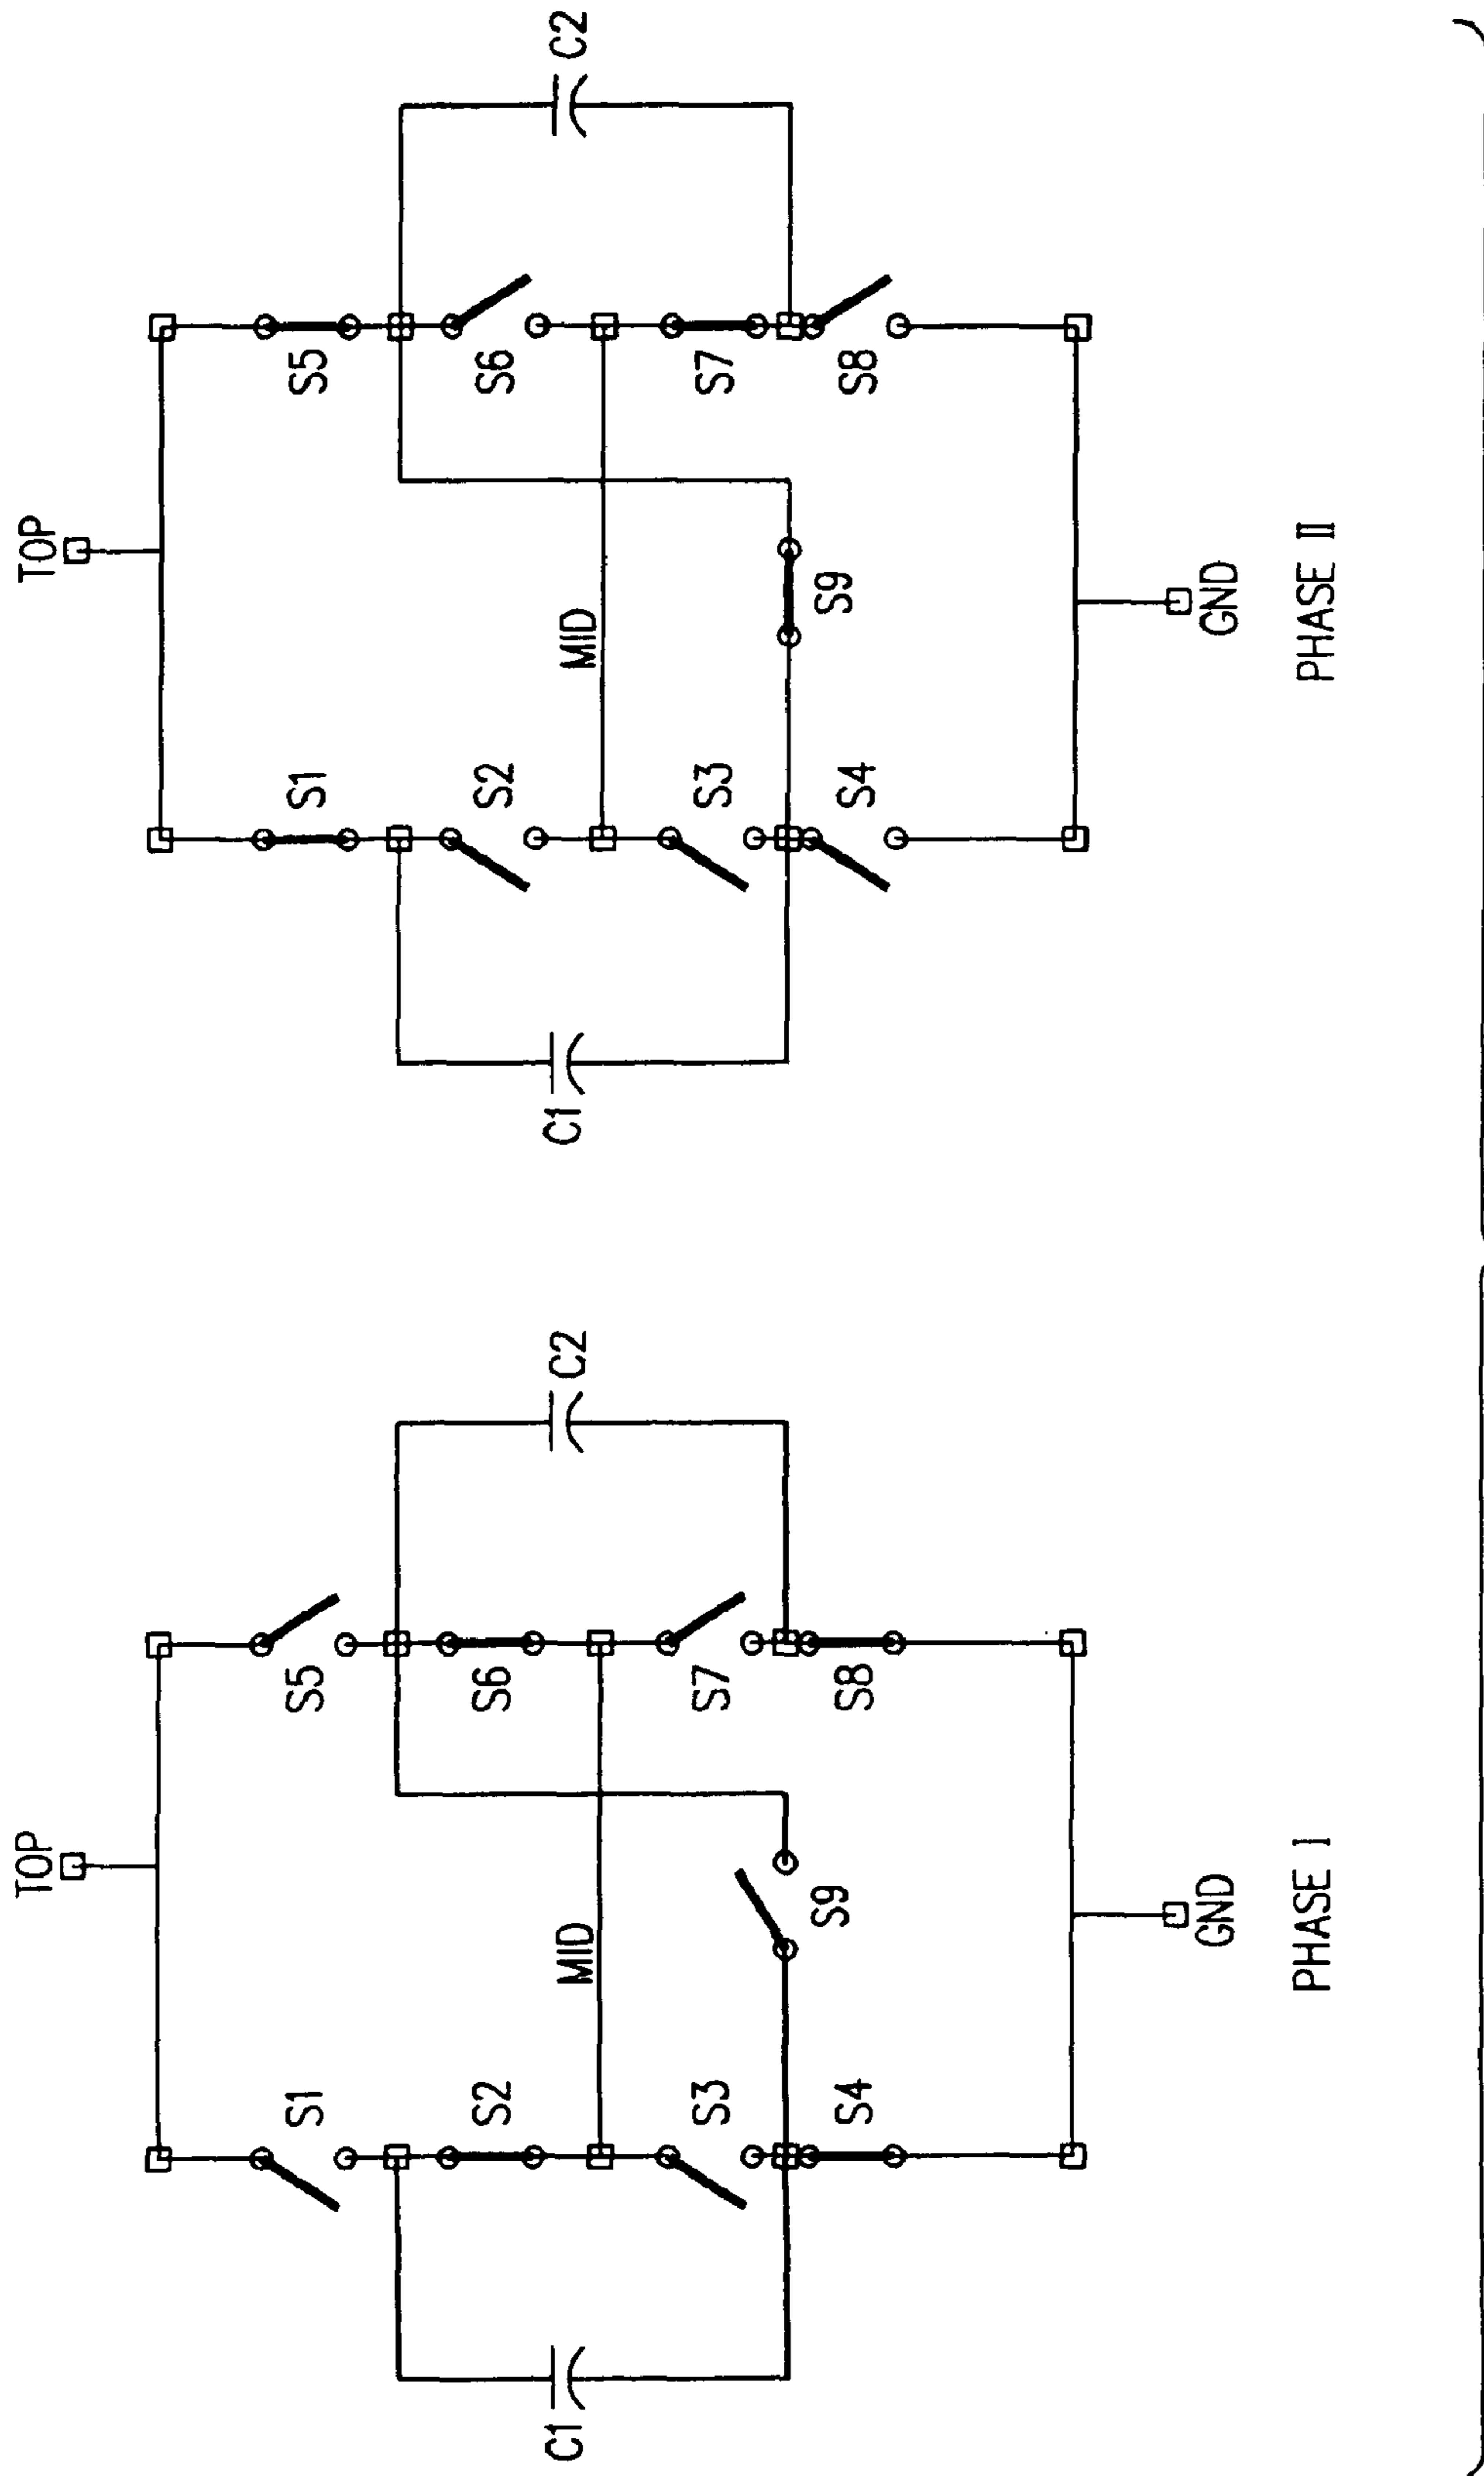 TOP
S1
S5
C1
S2
S6
C2
MID
S3
S7
S4
S9
S8
GND
PHASE I
TOP
S1
S5
C1
S2
S6
C2
MID
S3
S7
S4
S9
S8
GND
PHASE II